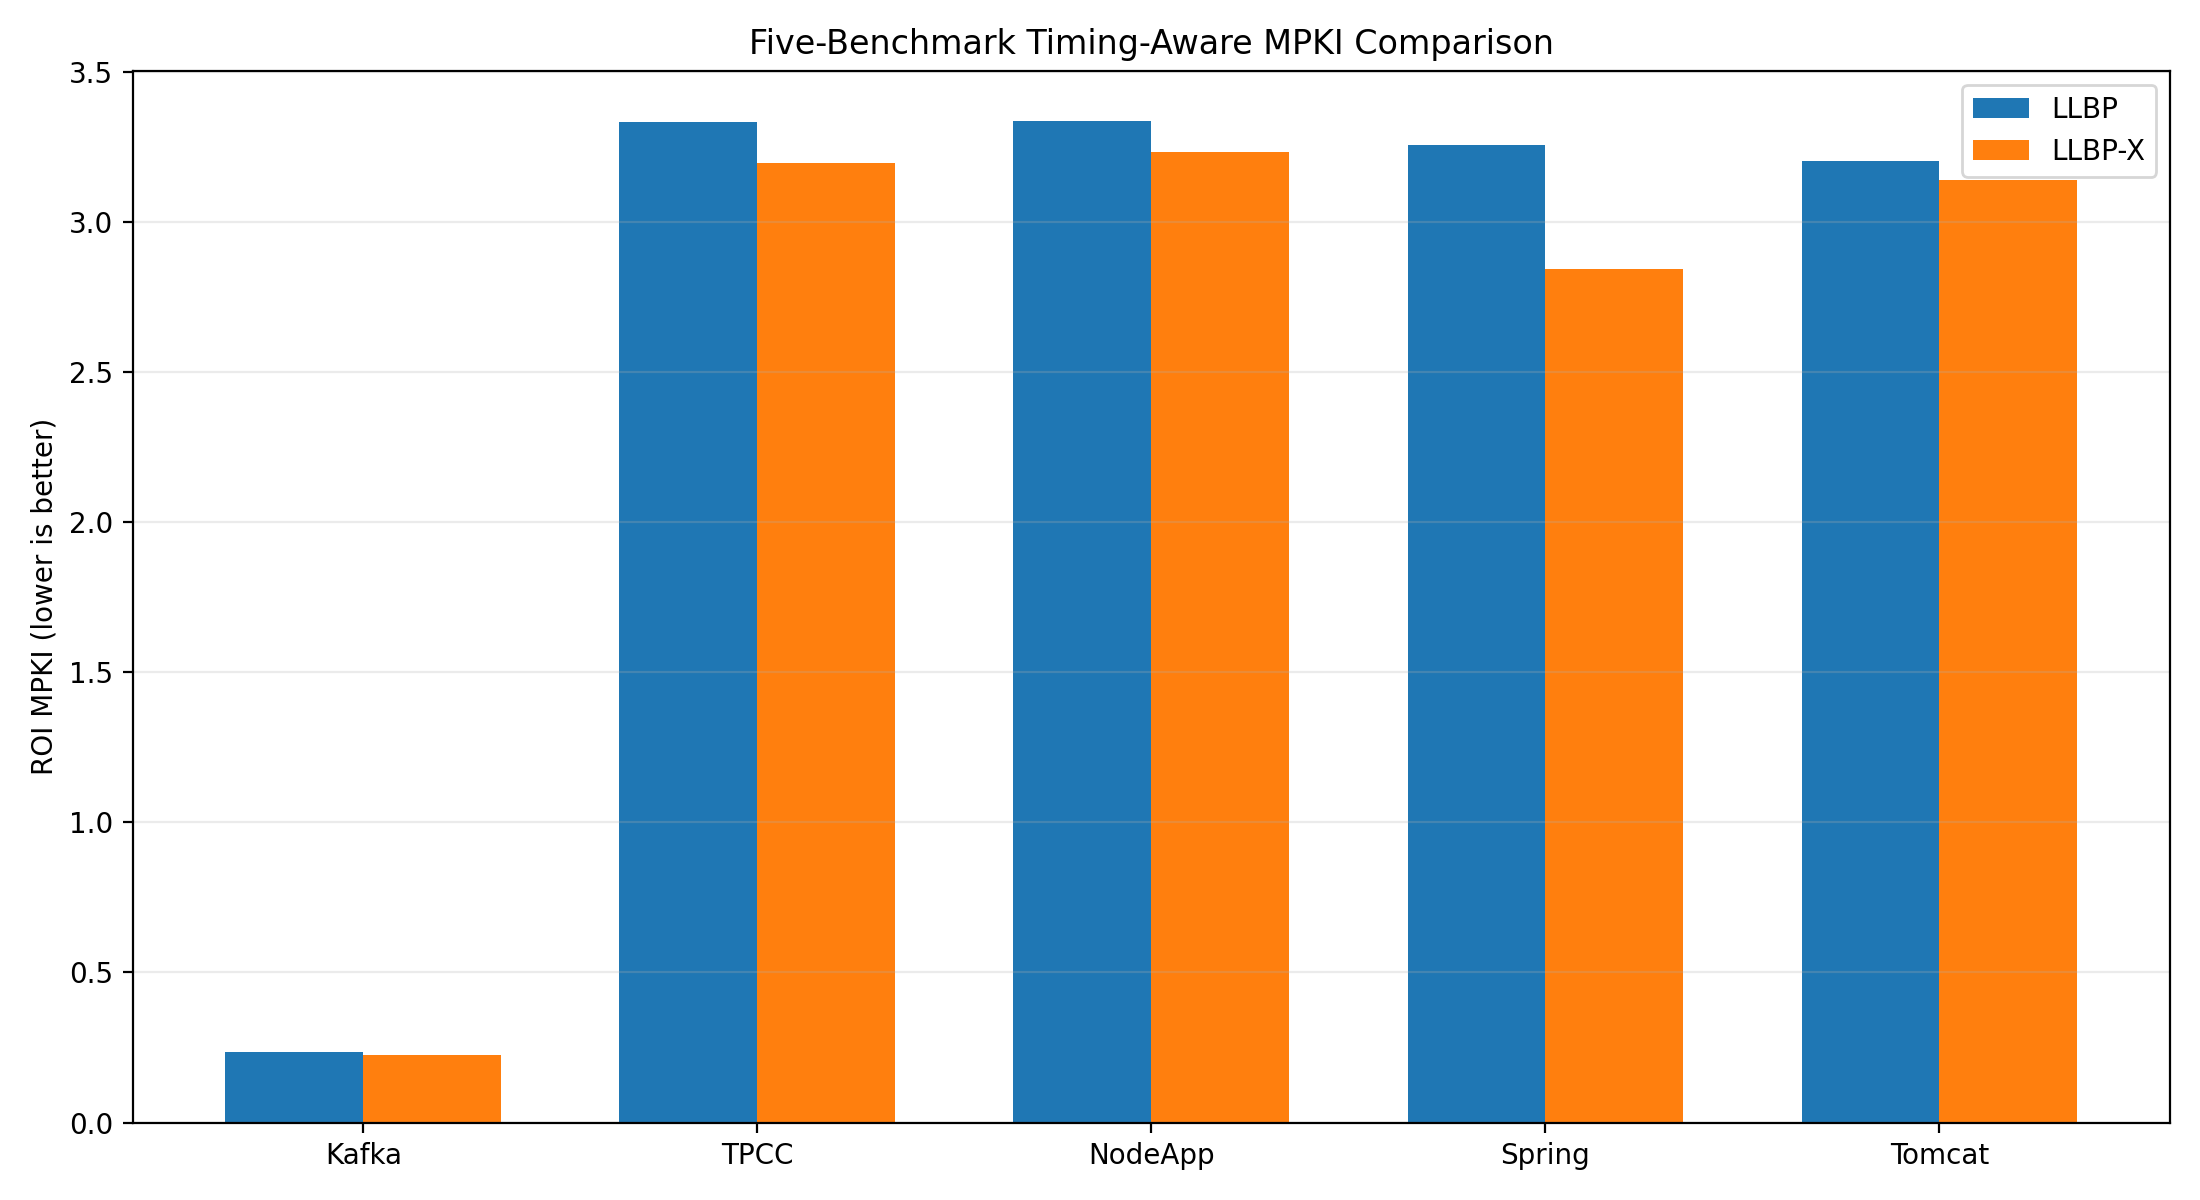 Five-Benchmark Timing-Aware MPKI Comparison
LLBP
LLBP-X
ROI MPKI (lower is better)
3.5
3.0
2.5
2.0
1.5
1.0
0.5
0.0
Kafka
TPCC
NodeApp
Spring
Tomcat